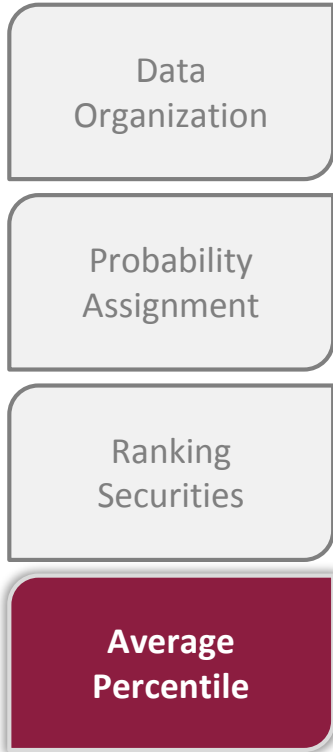 Data
Organization
Probability
Assignment
Ranking
Securities
Average
Percentile